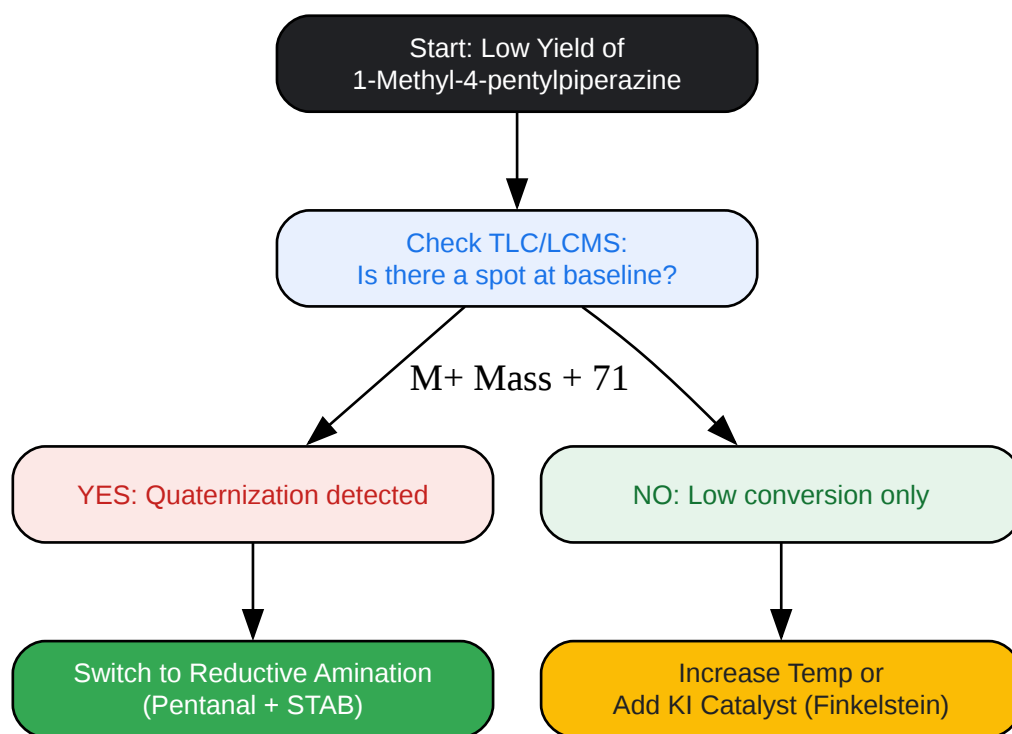 Start: Low Yield of
1-Methyl-4-pentylpiperazine
Check TLC/LCMS:
Is there a spot at baseline?
M+ Mass + 71
YES: Quaternization detected
NO: Low conversion only
Switch to Reductive Amination
(Pentanal + STAB)
Increase Temp or
Add KI Catalyst (Finkelstein)